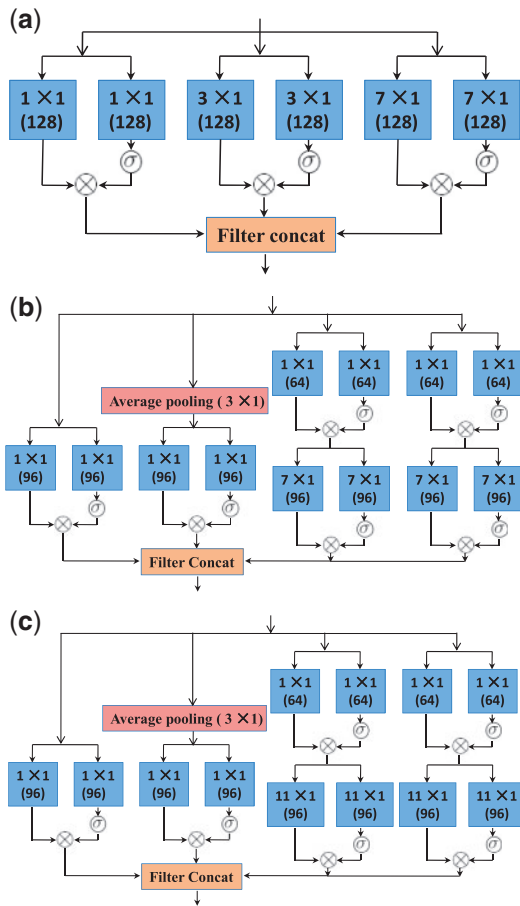 (a)
1 × 1 1 × 1 3 × 1 3 × 1 7 × 1 7 × 1
(128) (128) (128) (128) (128) (128)
σ σ σ
Filter concat
(b)
1 × 1 1 × 1 1 × 1 1 × 1
(64) (64) (64) (64)
Average pooling ( 3 × 1)
σ σ
1 × 1 1 × 1 1 × 1 1 × 1 7 × 1 7 × 1 7 × 1 7 × 1
(96) (96) (96) (96) (96) (96) (96) (96)
σ σ σ σ
Filter Concat
(c)
1 × 1 1 × 1 1 × 1 1 × 1
(64) (64) (64) (64)
Average pooling ( 3 × 1)
σ σ
1 × 1 1 × 1 1 × 1 1 × 1 11 × 1 11 × 1 11 × 1 11 × 1
(96) (96) (96) (96) (96) (96) (96) (96)
σ σ σ σ
Filter Concat